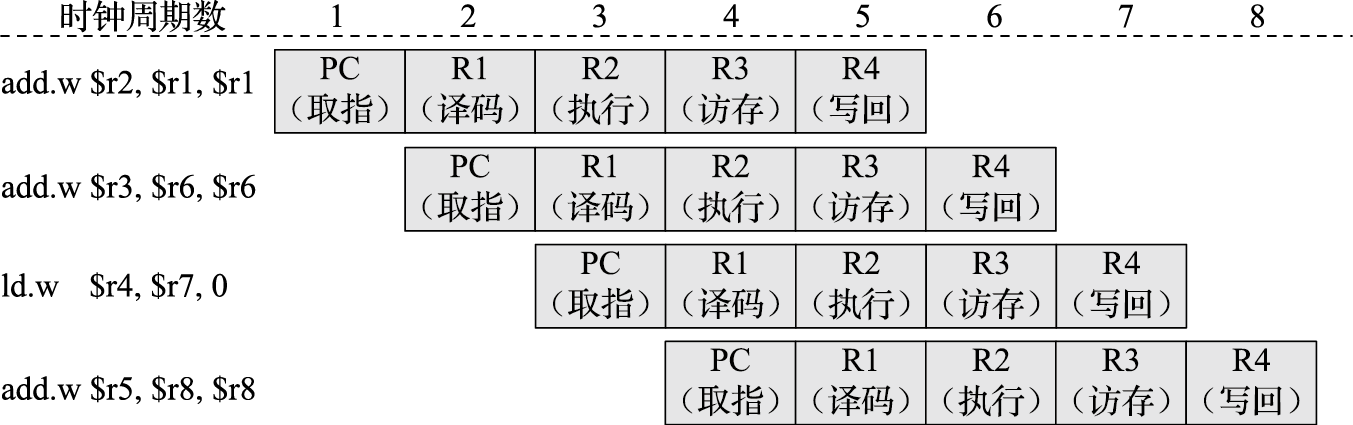 时钟周期数 1 2 3 4 5 6 7 8
add.w $r2, $r1, $r1 PC R1 R2 R3 R4
（取指） （译码） （执行） （访存） （写回）
add.w $r3, $r6, $r6 PC R1 R2 R3 R4
（取指） （译码） （执行） （访存） （写回）
ld.w $r4, $r7, 0 PC R1 R2 R3 R4
（取指） （译码） （执行） （访存） （写回）
add.w $r5, $r8, $r8 PC R1 R2 R3 R4
（取指） （译码） （执行） （访存） （写回）